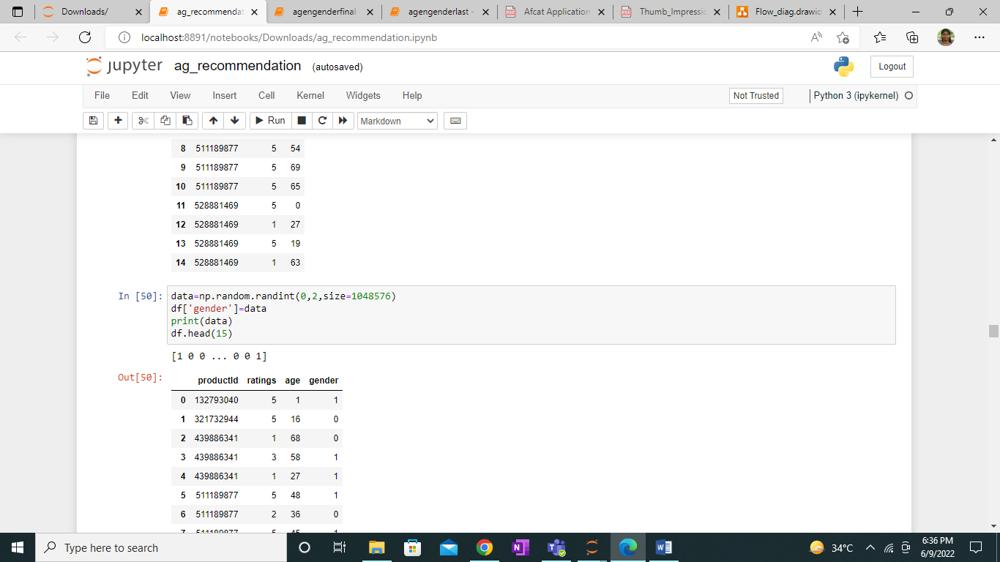 Downloads/
ag_recommendat
agengenderfinal -
agengenderlast -
Afcat Application
Thumb_Impressio
Flow_diag.drawio
localhost:8891/notebooks/Downloads/ag_recommendation.ipynb
jupyter ag_recommendation (autosaved)
Logout
File Edit View Insert Cell Kernel Widgets Help
Not Trusted
Python 3 (ipykernel)
Run
Markdown
8 511189877 5 54
9 511189877 5 69
10 511189877 5 65
11 528881469 5 0
12 528881469 1 27
13 528881469 5 19
14 528881469 1 63
In [50]: data=np.random.randint(0,2,size=1048576)
df['gender']=data
print(data)
df.head(15)
[1 0 0 ... 0 0 1]
Out[50]:
productId ratings age gender
0 132793040 5 1 1
1 321732944 5 16 0
2 439886341 1 68 0
3 439886341 3 58 1
4 439886341 1 27 1
5 511189877 5 48 1
6 511189877 2 36 0
7 511189877 5 45 1
Type here to search
34°C
6:36 PM
6/9/2022